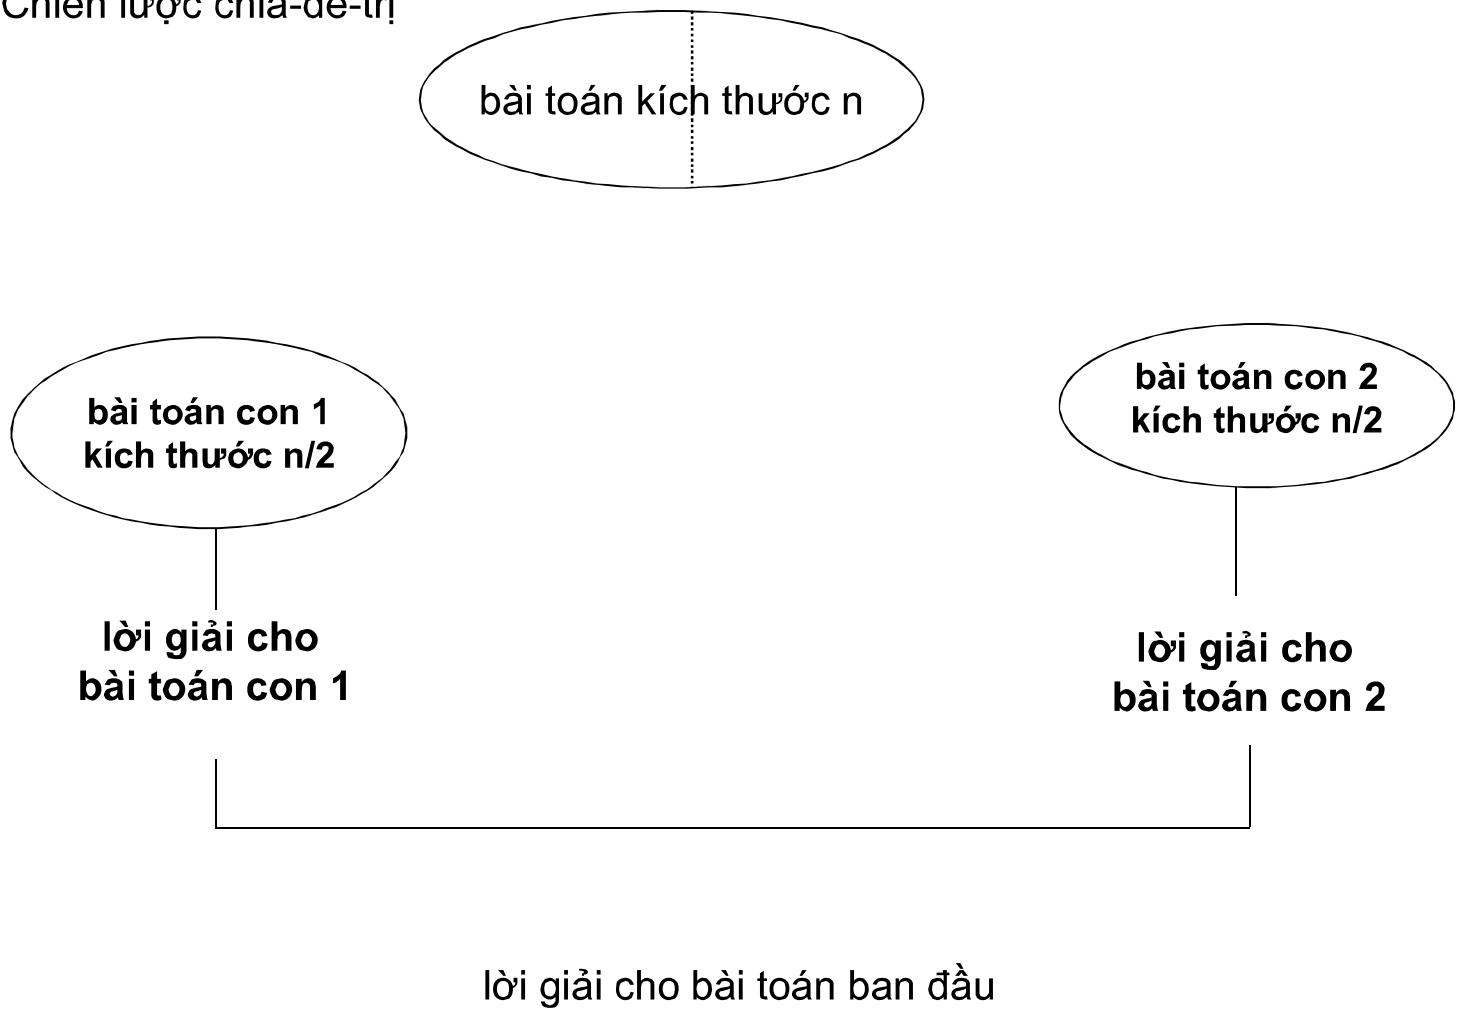 Chiến lược chia-để-trị
bài toán kích thước n
bài toán con 1
kích thước n/2
bài toán con 2
kích thước n/2
lời giải cho
bài toán con 1
lời giải cho
bài toán con 2
lời giải cho bài toán ban đầu